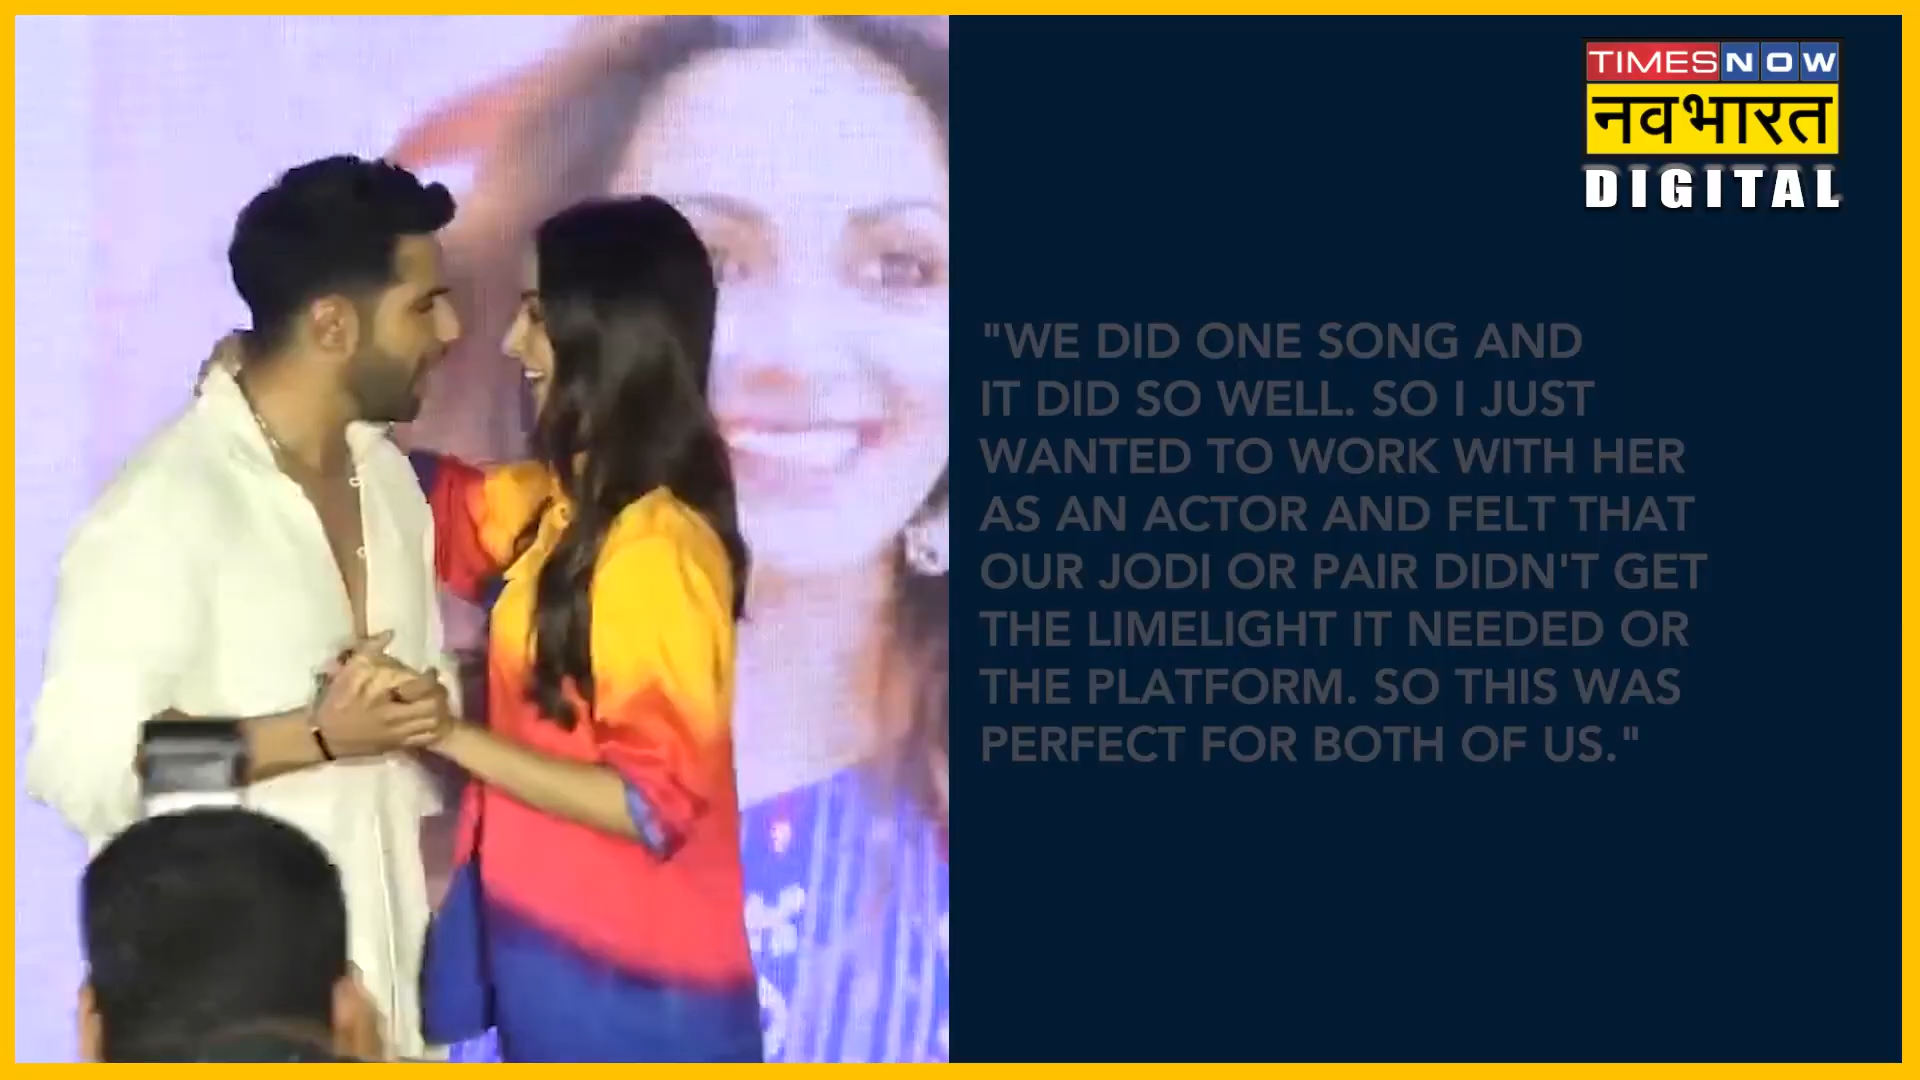 TIMES NOW
नवभारत
DIGITAL
"WE DID ONE SONG AND
IT DID SO WELL. SO I JUST
WANTED TO WORK WITH HER
AS AN ACTOR AND FELT THAT
OUR JODI OR PAIR DIDN'T GET
THE LIMELIGHT IT NEEDED OR
THE PLATFORM. SO THIS WAS
PERFECT FOR BOTH OF US."